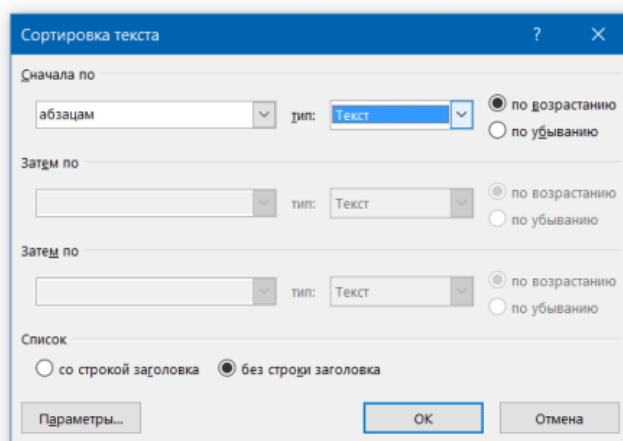 Сортировка текста ?
Сначала по
абзацам тип: Текст по возрастанию
по убыванию
Затем по
тип: Текст по возрастанию
по убыванию
Затем по
тип: Текст по возрастанию
по убыванию
Список
со строкой заголовка без строки заголовка
Параметры... ОК Отмена